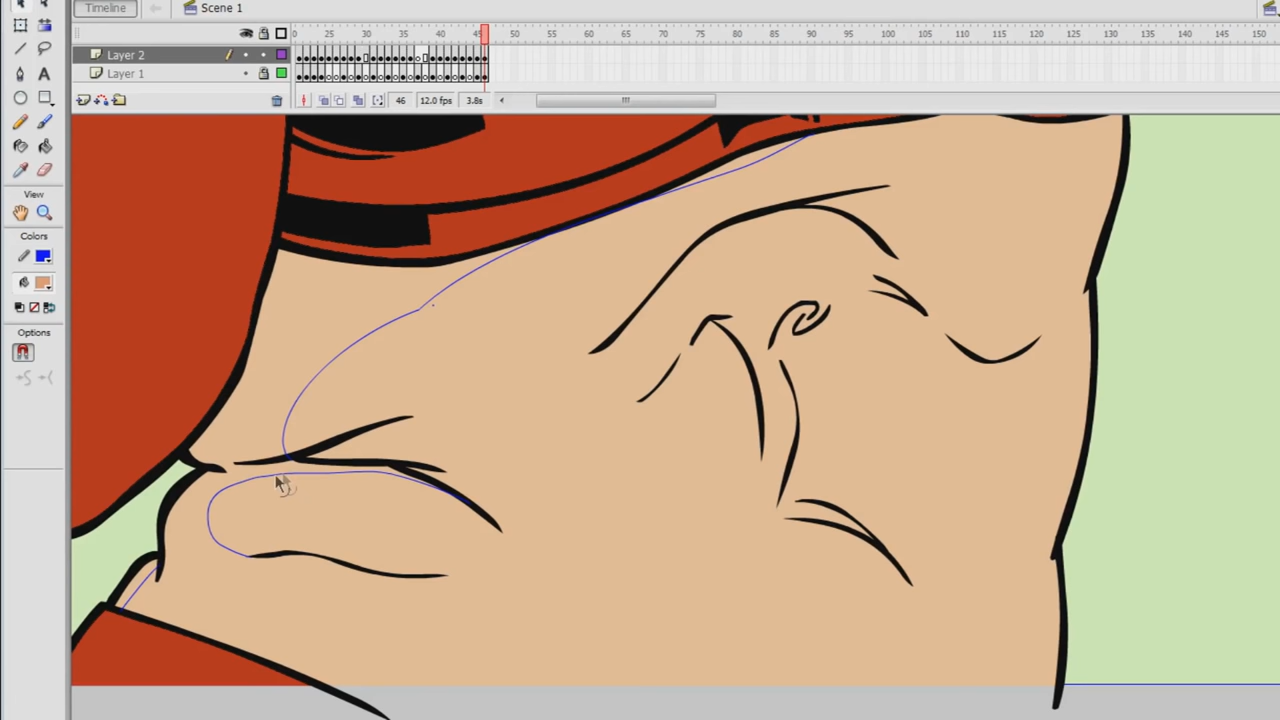 Timeline
Scene 1
0 25 30 35 40 45 50 55 60 65 70 75 80 85 90 95 100 105 110 115 120 125 130 135 140 145 150
Layer 2
Layer 1
46 12.0 fps 3.8s
A
View
Colors
Options